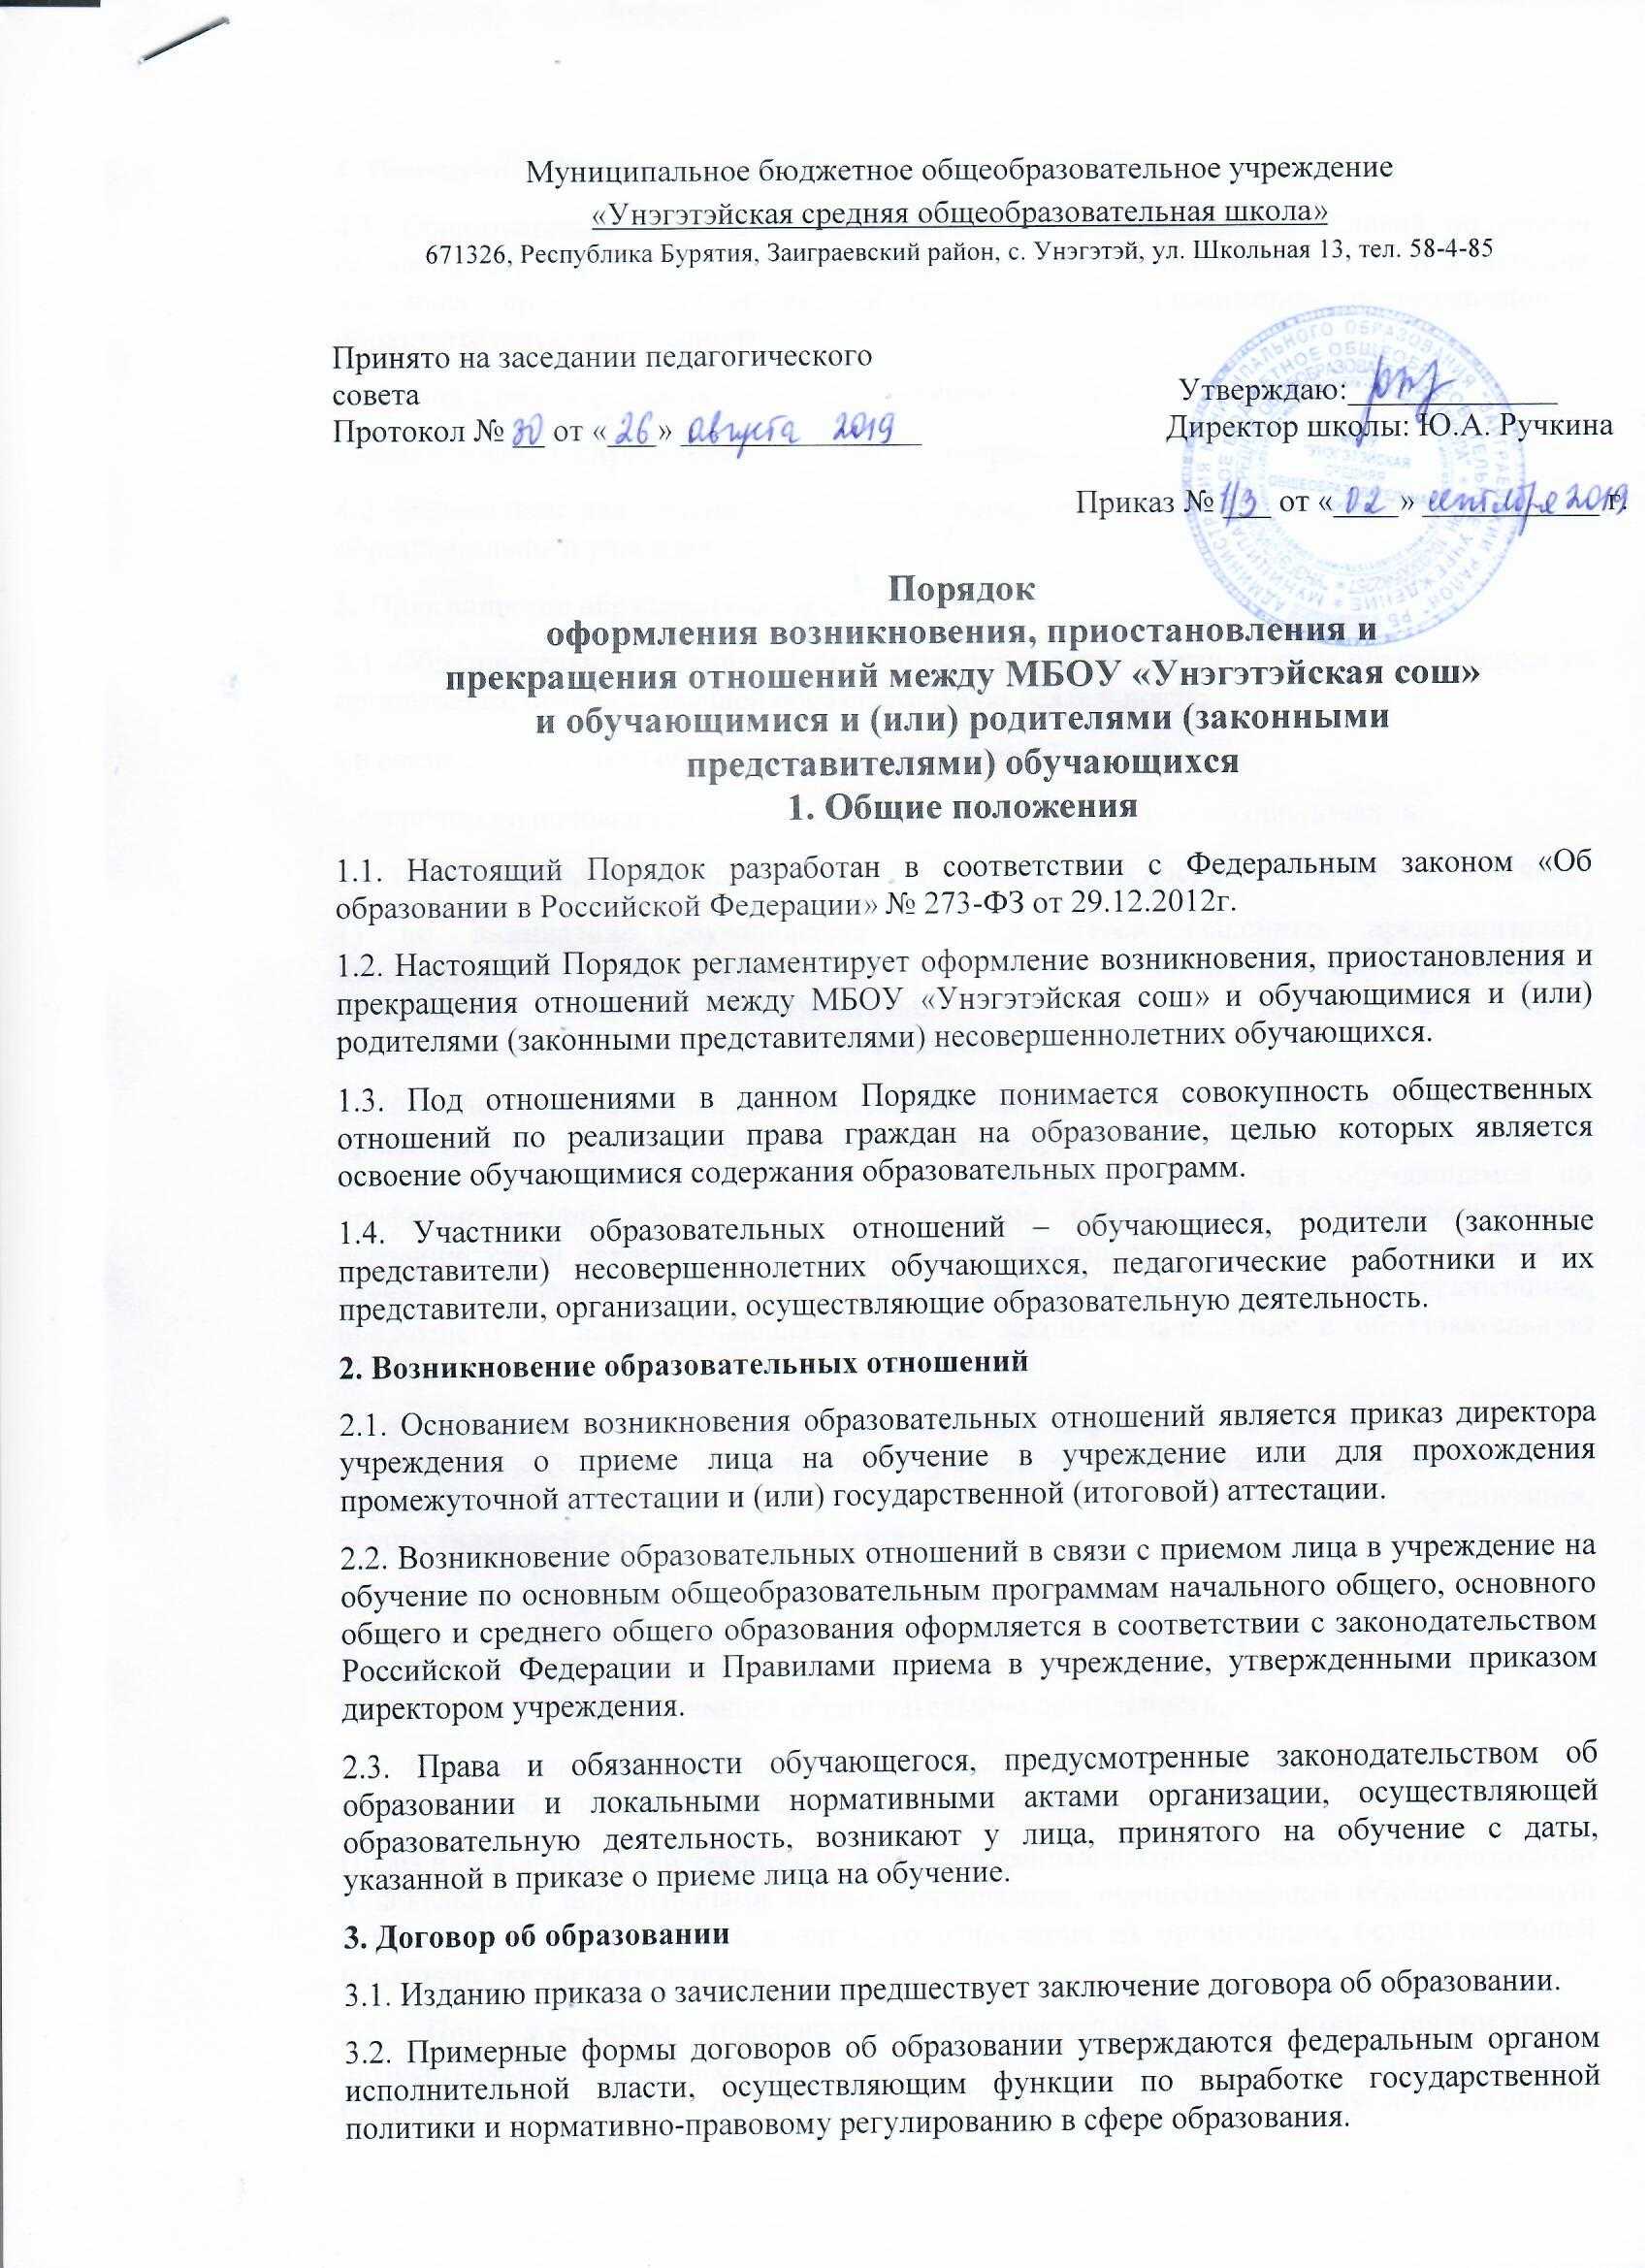 Муниципальное бюджетное общеобразовательное учреждение
«Унэгэтэйская средняя общеобразовательная школа»
671326, Республика Бурятия, Заиграевский район, с. Унэгэтэй, ул. Школьная 13, тел. 58-4-85
Принято на заседании педагогического
совета
Протокол № 30 от «26» августа 2019
Утверждаю:
Директор школы: Ю.А. Ручкина
Приказ № от «02» сентября 2019 г.
Порядок
оформления возникновения, приостановления и
прекращения отношений между МБОУ «Унэгэтэйская сош»
и обучающимися и (или) родителями (законными
представителями) обучающихся
1. Общие положения
1.1. Настоящий Порядок разработан в соответствии с Федеральным законом «Об
образовании в Российской Федерации» № 273-ФЗ от 29.12.2012г.
1.2. Настоящий Порядок регламентирует оформление возникновения, приостановления и
прекращения отношений между МБОУ «Унэгэтэйская сош» и обучающимися и (или)
родителями (законными представителями) несовершеннолетних обучающихся.
1.3. Под отношениями в данном Порядке понимается совокупность общественных
отношений по реализации права граждан на образование, целью которых является
освоение обучающимися содержания образовательных программ.
1.4. Участники образовательных отношений – обучающиеся, родители (законные
представители) несовершеннолетних обучающихся, педагогические работники и их
представители, организации, осуществляющие образовательную деятельность.
2. Возникновение образовательных отношений
2.1. Основанием возникновения образовательных отношений является приказ директора
учреждения о приеме лица на обучение в учреждение или для прохождения
промежуточной аттестации и (или) государственной (итоговой) аттестации.
2.2. Возникновение образовательных отношений в связи с приемом лица в учреждение на
обучение по основным общеобразовательным программам начального общего, основного
общего и среднего общего образования оформляется в соответствии с законодательством
Российской Федерации и Правилами приема в учреждение, утвержденными приказом
директором учреждения.
2.3. Права и обязанности обучающегося, предусмотренные законодательством об
образовании и локальными нормативными актами организации, осуществляющей
образовательную деятельность, возникают у лица, принятого на обучение с даты,
указанной в приказе о приеме лица на обучение.
3. Договор об образовании
3.1. Изданию приказа о зачислении предшествует заключение договора об образовании.
3.2. Примерные формы договоров об образовании утверждаются федеральным органом
исполнительной власти, осуществляющим функции по выработке государственной
политики и нормативно-правовому регулированию в сфере образования.